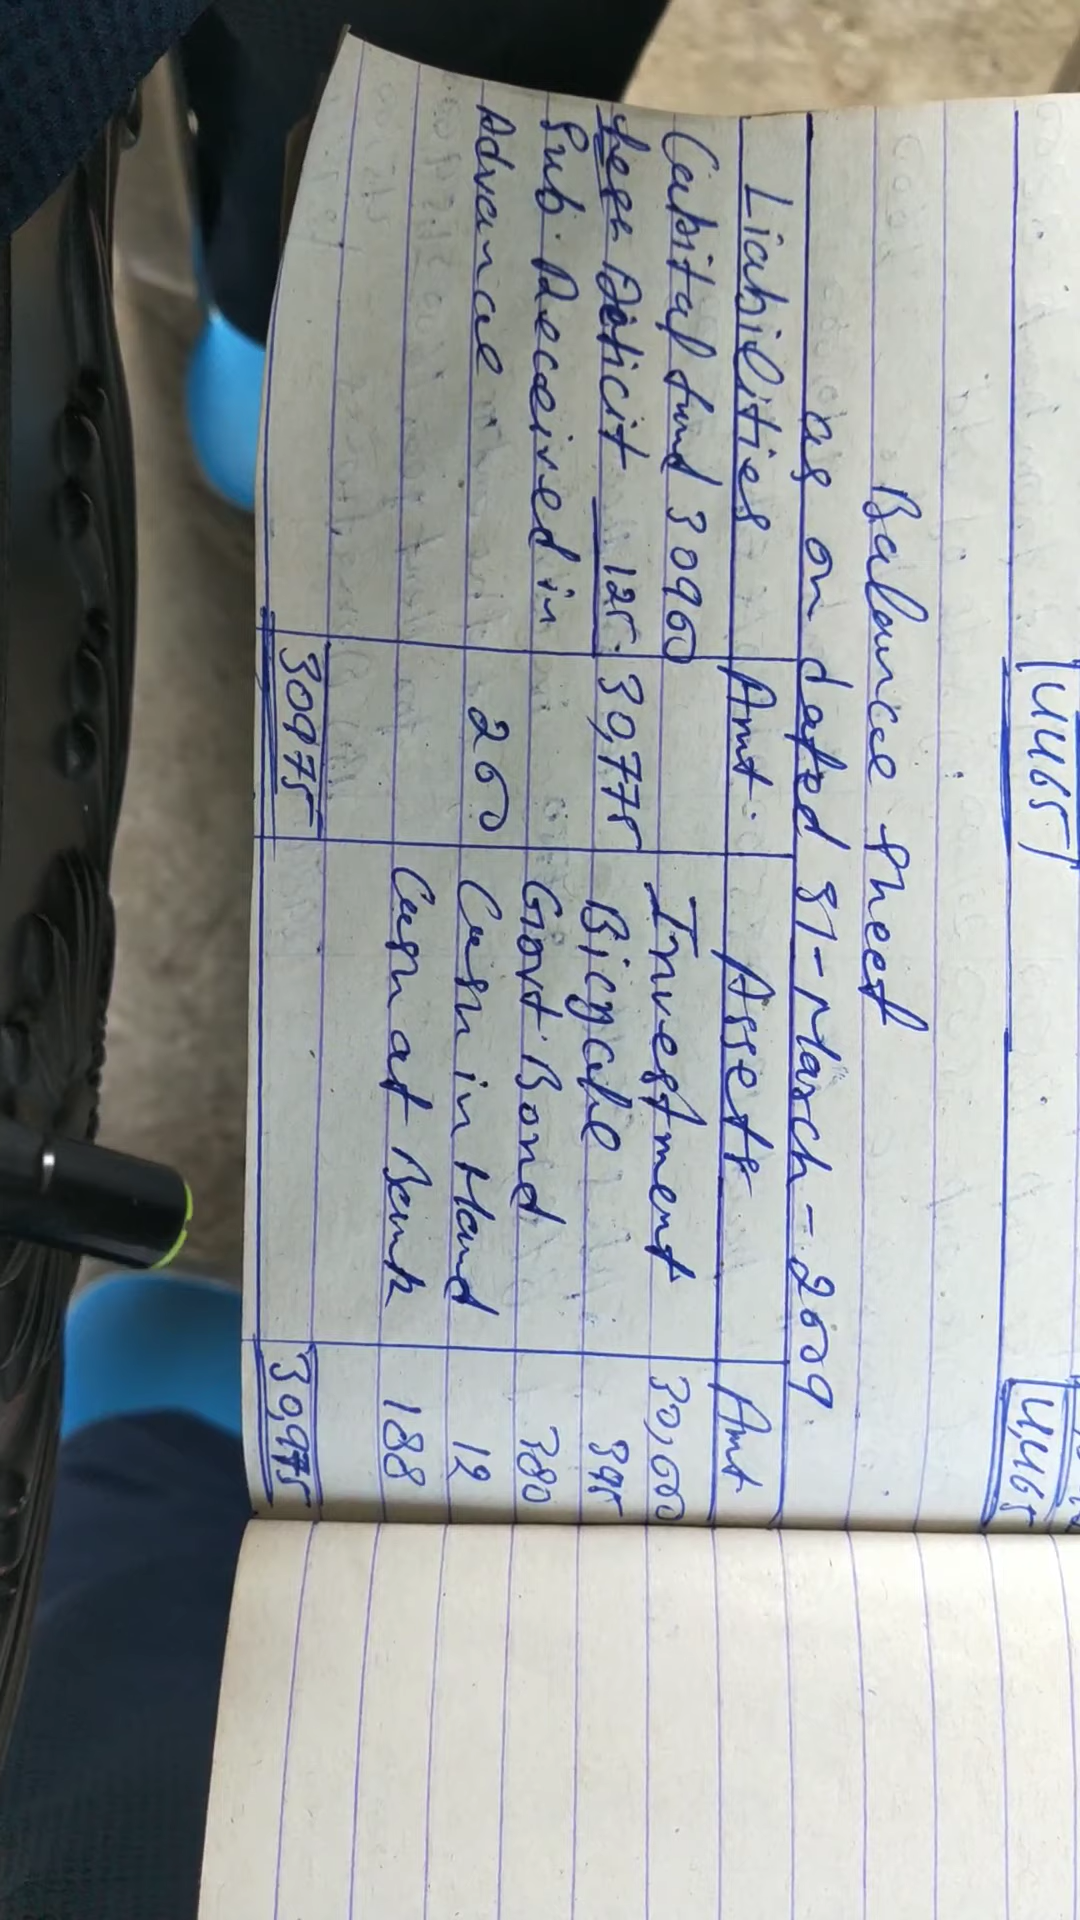 4465 4,465
Balance Sheet
as on dated 31-March-2009.
Liabilities Amt. Assets Amt
Capital fund 30900 Investment 30,000
Less Deficit 125 30,775 Bicycle 395
Sub. Received in Govt. Bond 380
Advance 200 Cash in Hand 12
Cash at Bank 188
30975 30,975